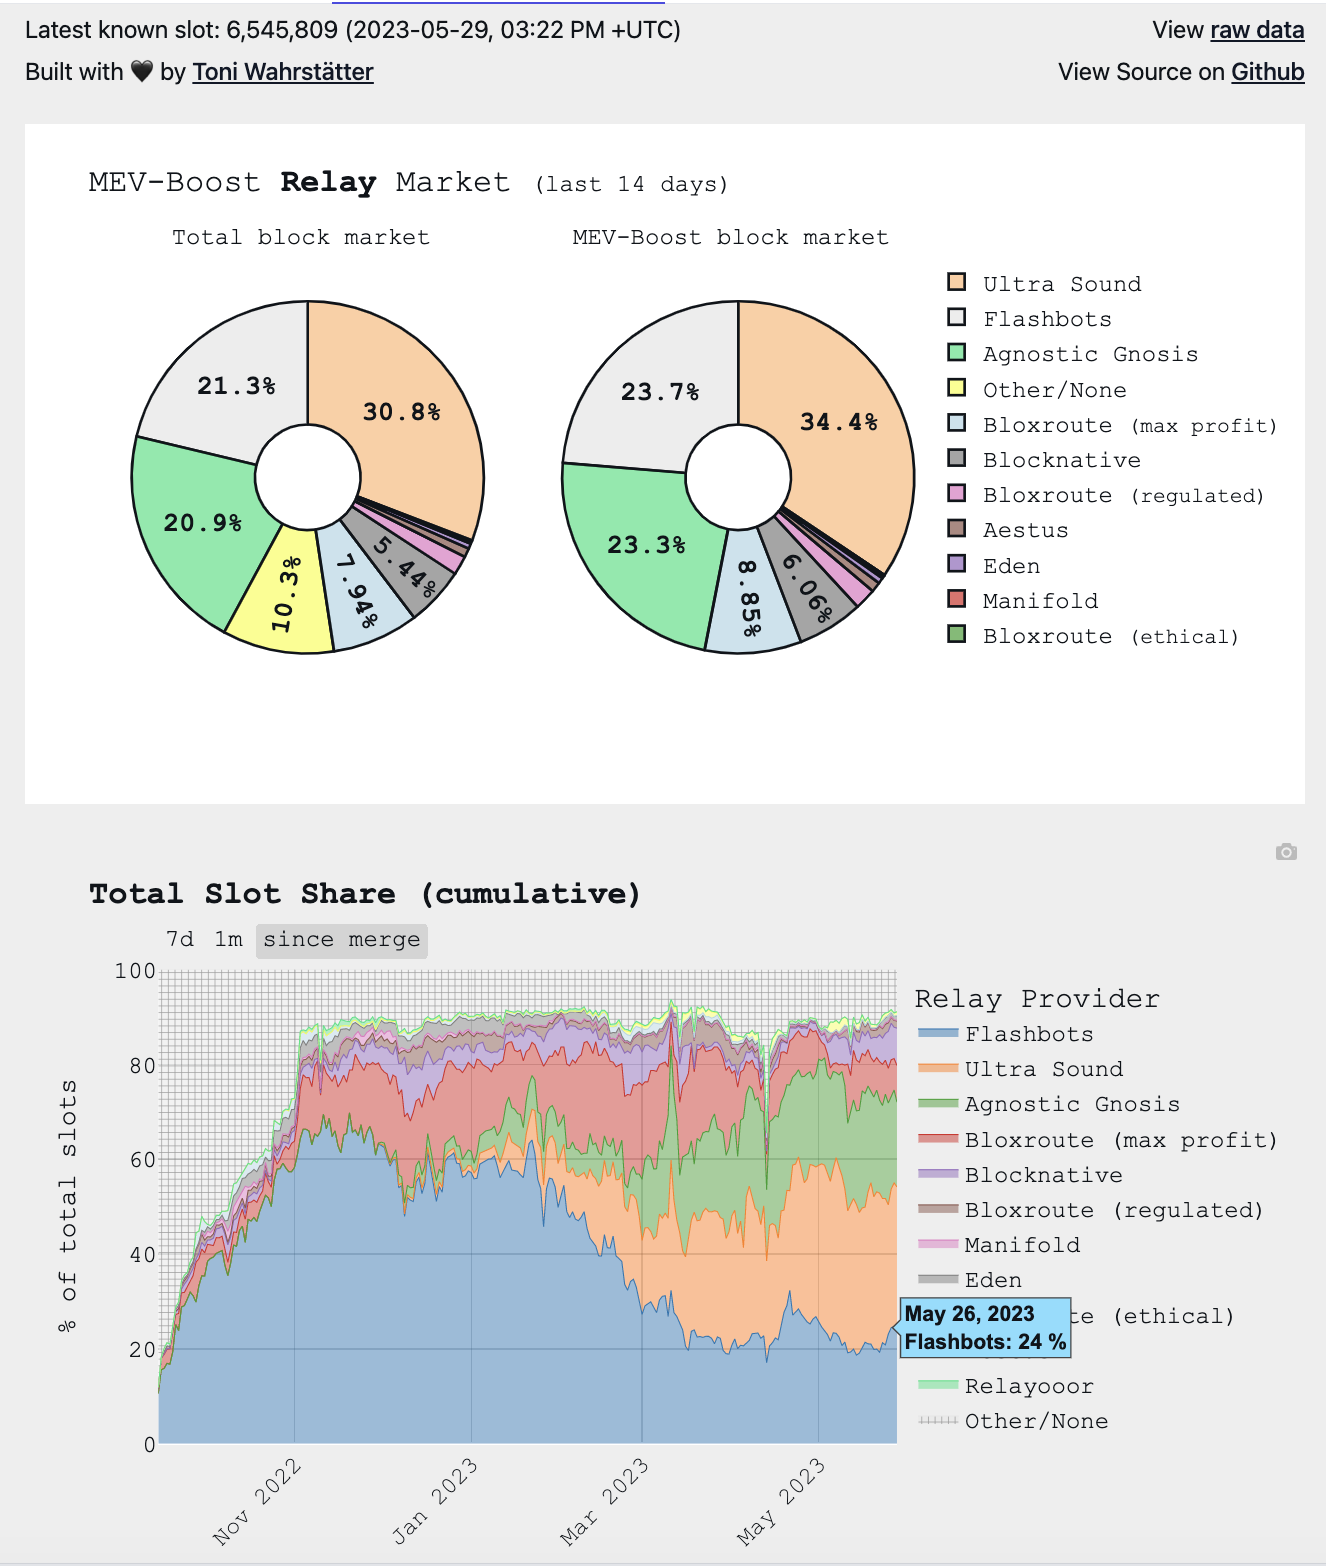 Latest known slot: 6,545,809 (2023-05-29, 03:22 PM +UTC)
View raw data
Built with 🖤 by Toni Wahrstätter
View Source on Github
MEV-Boost Relay Market (last 14 days)
Total block market
MEV-Boost block market
21.3%
30.8%
20.9%
10.3%
7.94%
5.44%
23.7%
34.4%
23.3%
8.85%
6.06%
Ultra Sound
Flashbots
Agnostic Gnosis
Other/None
Bloxroute (max profit)
Blocknative
Bloxroute (regulated)
Aestus
Eden
Manifold
Bloxroute (ethical)
Total Slot Share (cumulative)
7d 1m since merge
% of total slots
100
80
60
40
20
0
Nov 2022
Jan 2023
Mar 2023
May 2023
Relay Provider
Flashbots
Ultra Sound
Agnostic Gnosis
Bloxroute (max profit)
Blocknative
Bloxroute (regulated)
Manifold
Eden
te (ethical)
May 26, 2023
Flashbots: 24 %
Relayooor
Other/None